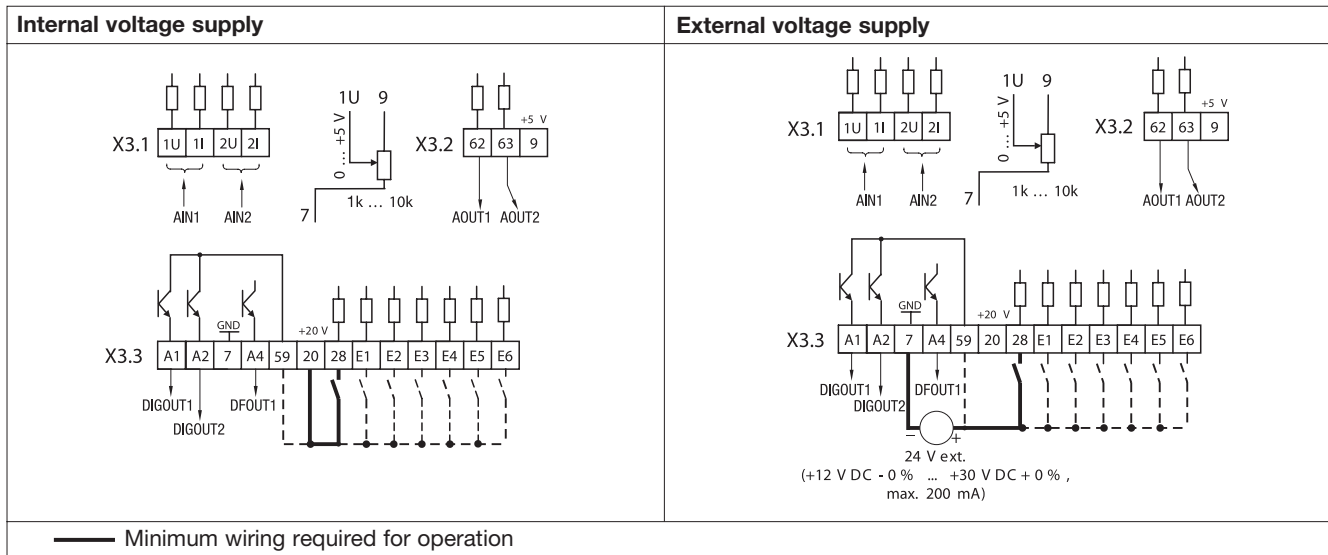 Internal voltage supply
1U 9
0 ... +5 V
+5 V
X3.1 1U 1I 2U 2I
X3.2 62 63 9
1k ... 10k
7
AIN1 AIN2
AOUT1 AOUT2
GND
+20 V
X3.3 A1 A2 7 A4 59 20 28 E1 E2 E3 E4 E5 E6
DIGOUT1 DFOUT1
DIGOUT2
External voltage supply
1U 9
0 ... +5 V
+5 V
X3.1 1U 1I 2U 2I
X3.2 62 63 9
7
1k ... 10k
AIN1 AIN2
AOUT1 AOUT2
GND
+20 V
X3.3 A1 A2 7 A4 59 20 28 E1 E2 E3 E4 E5 E6
DIGOUT1 DFOUT1
DIGOUT2
– +
24 V ext.
(+12 V DC - 0 % ... +30 V DC + 0 % ,
max. 200 mA)
Minimum wiring required for operation